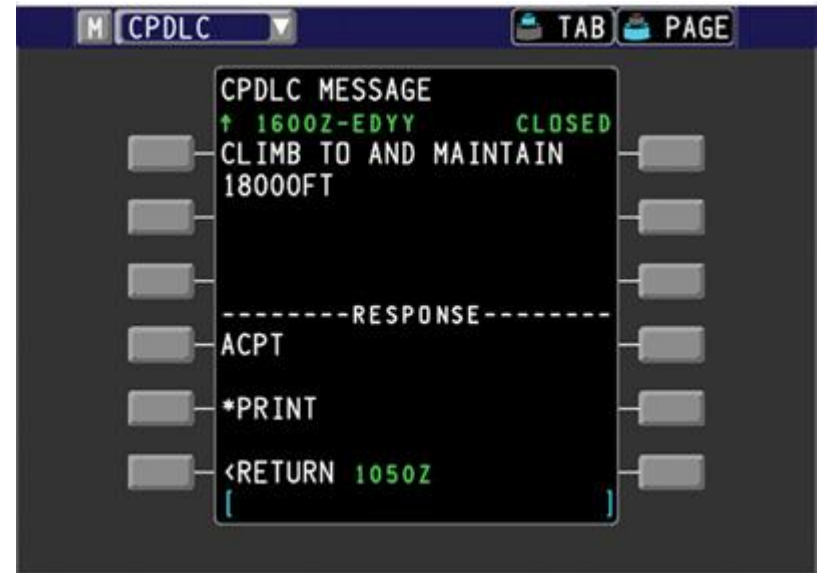 M CPDLC TAB PAGE
CPDLC MESSAGE
↑ 1600Z-EDYY CLOSED
CLIMB TO AND MAINTAIN
18000FT
--------RESPONSE--------
ACPT
*PRINT
<RETURN 1050Z
[ ]